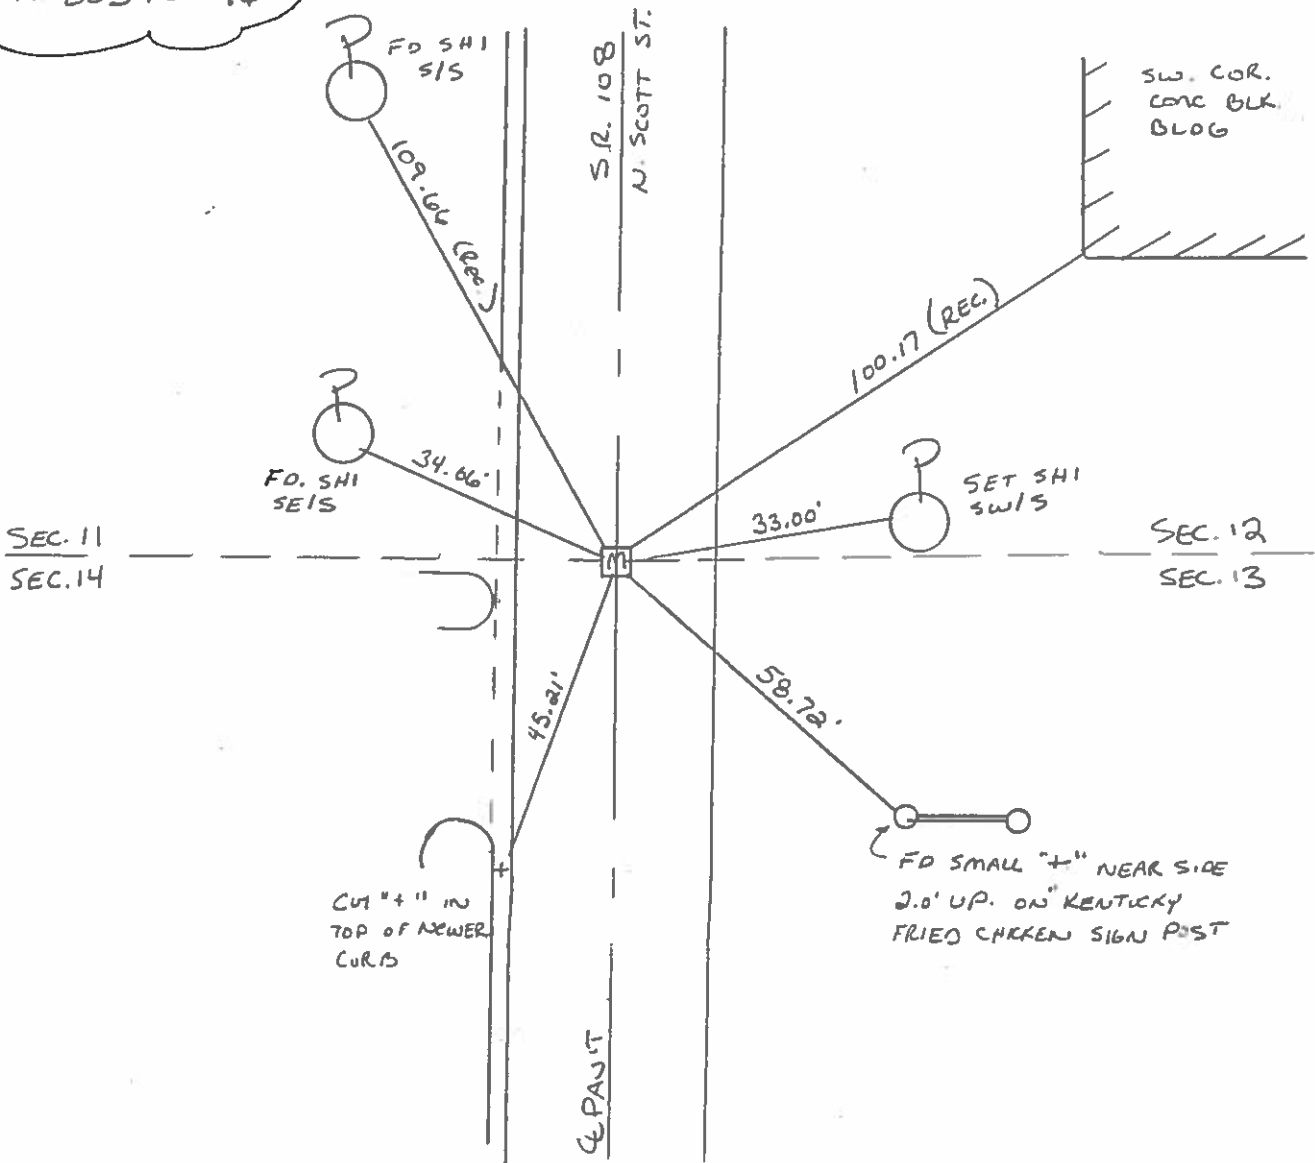 FD SHI
S/S
S.R. 108
N. SCOTT ST.
SW. COR.
CONC BLK.
BLDG
109.66 (REC.)
100.17 (REC.)
34.66'
FD. SHI
SE/S
SET SHI
SW/S
33.00'
SEC. 11
SEC. 14
SEC. 12
SEC. 13
M
45.21'
58.72'
FD SMALL "+" NEAR SIDE
2.0' UP. ON KENTUCKY
FRIED CHICKEN SIGN POST
CUT "+" IN
TOP OF NEWER
CURB
℄ PAV'T